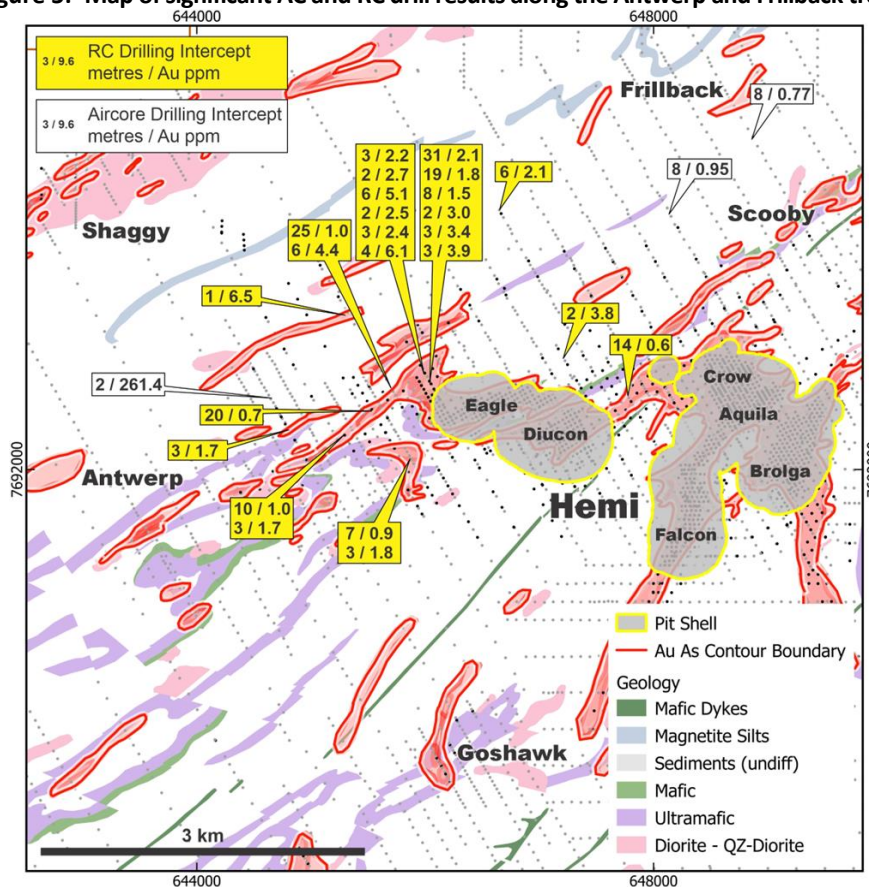 Figure 5. Map of significant AC and RC drill results along the Antwerp and Frillback
644000
648000
3 / 9.6 RC Drilling Intercept
metres / Au ppm
3 / 9.6 Aircore Drilling Intercept
metres / Au ppm
Frillback
8 / 0.77
3 / 2.2
2 / 2.7
6 / 5.1
2 / 2.5
3 / 2.4
4 / 6.1
31 / 2.1
19 / 1.8
8 / 1.5
2 / 3.0
3 / 3.4
3 / 3.9
6 / 2.1
8 / 0.95
Scooby
Shaggy
25 / 1.0
6 / 4.4
1 / 6.5
2 / 3.8
14 / 0.6
2 / 261.4
Crow
Eagle
Aquila
20 / 0.7
Diucon
3 / 1.7
7692000
Antwerp
Brolga
10 / 1.0
3 / 1.7
Hemi
7 / 0.9
3 / 1.8
Falcon
Pit Shell
Au As Contour Boundary
Geology
Mafic Dykes
Magnetite Silts
Sediments (undiff)
Mafic
Ultramafic
Diorite - QZ-Diorite
Goshawk
3 km
644000
648000